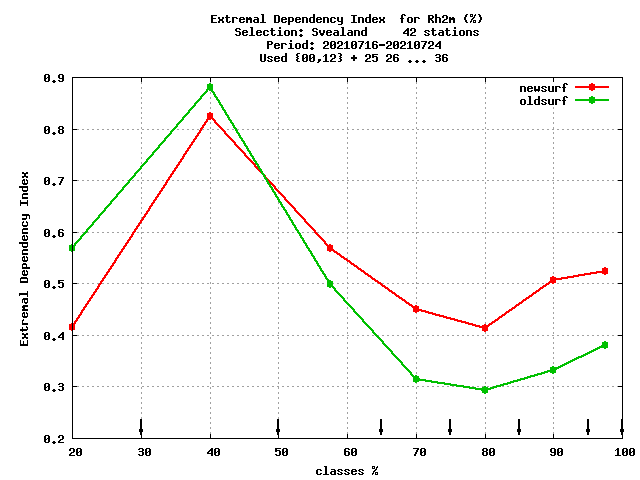 Extremal Dependency Index  for Rh2m (%)
Selection: Svealand     42 stations
Period: 20210716-20210724
Used {00,12} + 25 26 ... 36
newsurf
oldsurf
0.9
0.8
0.7
0.6
0.5
0.4
0.3
0.2
Extremal Dependency Index
20 30 40 50 60 70 80 90 100
classes %